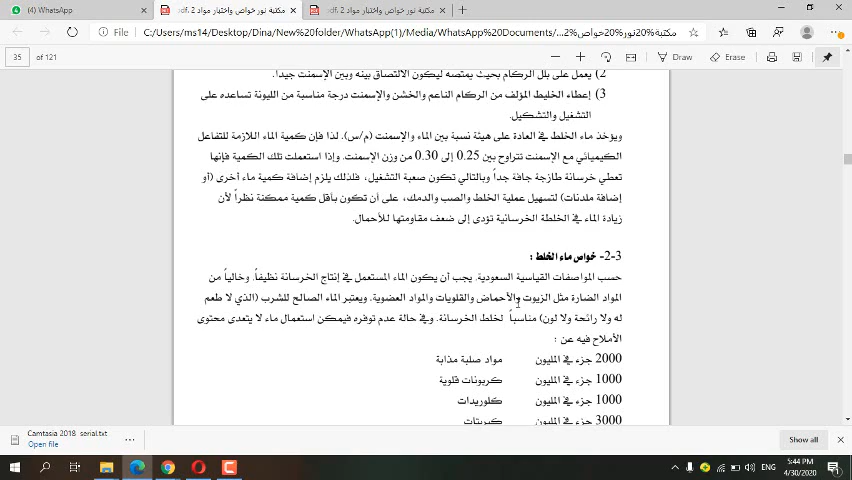 (4) WhatsApp
مكتبة نور خواص واختبار مواد 2 .pdf
مكتبة نور خواص واختبار مواد 2 .pdf
File C:/Users/ms14/Desktop/Dina/New%20folder/WhatsApp(1)/Media/WhatsApp%20Documents/...2%مكتبة%20نور%20خواص
35 of 121 Draw Erase
2) يعمل على بلل الركام بحيث يمتصه ليكون الالتصاق بينه وبين الإسمنت جيداً.
3) إعطاء الخليط المؤلف من الركام الناعم والخشن والإسمنت درجة مناسبة من الليونة تساعده على
التشغيل والتشكيل.
ويؤخذ ماء الخلط في العادة على هيئة نسبة بين الماء والإسمنت (م/س). لذا فإن كمية الماء اللازمة للتفاعل
الكيميائي مع الإسمنت تتراوح بين 0.25 إلى 0.30 من وزن الإسمنت. وإذا استعملت تلك الكمية فإنها
تعطي خرسانة طازجة جافة جداً وبالتالي تكون صعبة التشغيل، فلذلك يلزم إضافة كمية ماء أخرى (أو
إضافة ملدنات) لتسهيل عملية الخلط والصب والدمك، على أن تكون بأقل كمية ممكنة نظراً لأن
زيادة الماء في الخلطة الخرسانية تؤدى إلى ضعف مقاومتها للأحمال.
2-3- خواص ماء الخلط :
حسب المواصفات القياسية السعودية. يجب أن يكون الماء المستعمل في إنتاج الخرسانة نظيفاً. وخالياً من
المواد الضارة مثل الزيوت والأحماض والقلويات والمواد العضوية. ويعتبر الماء الصالح للشرب (الذي لا طعم
له ولا رائحة ولا لون) مناسباً لخلط الخرسانة. وفي حالة عدم توفره فيمكن استعمال ماء لا يتعدى محتوى
الأملاح فيه عن :
2000 جزء في المليون مواد صلبة مذابة
1000 جزء في المليون كربونات قلوية
1000 جزء في المليون كلوريدات
3000 جزء في المليون كبريتات
Camtasia 2018 serial.txt
Open file
Show all
ENG
5:44 PM
4/30/2020